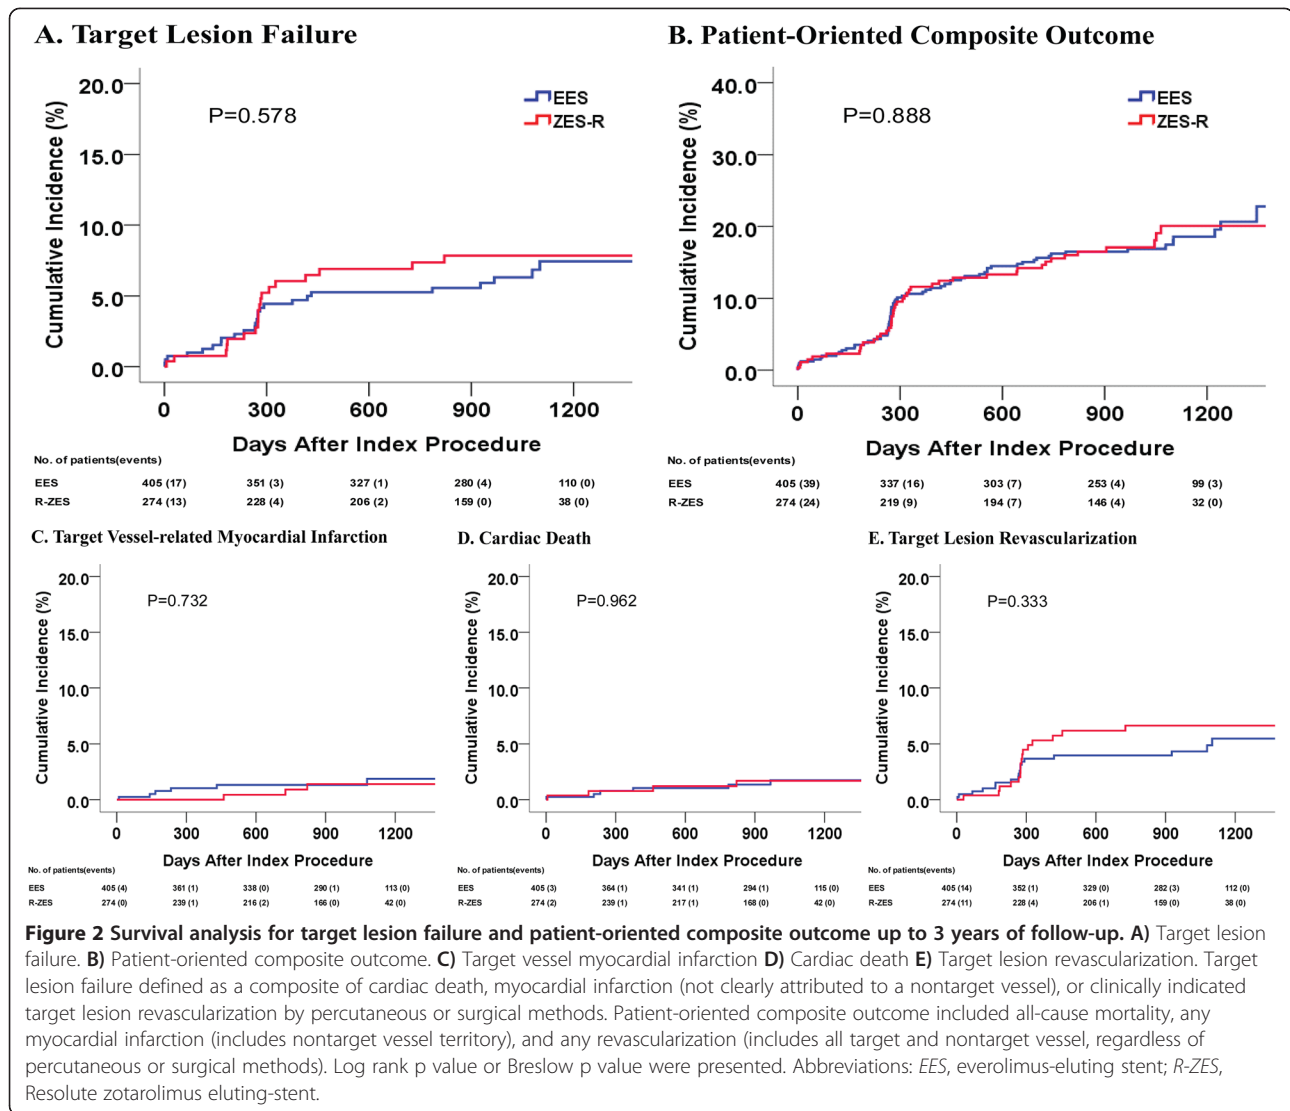 A. Target Lesion Failure
Cumulative Incidence (%)
20.0
15.0
10.0
5.0
0.0
P=0.578
EES
ZES-R
0 300 600 900 1200
Days After Index Procedure
No. of patients(events)
EES 405 (17) 351 (3) 327 (1) 280 (4) 110 (0)
R-ZES 274 (13) 228 (4) 206 (2) 159 (0) 38 (0)
B. Patient-Oriented Composite Outcome
Cumulative Incidence (%)
40.0
30.0
20.0
10.0
0.0
P=0.888
EES
ZES-R
0 300 600 900 1200
Days After Index Procedure
No. of patients(events)
EES 405 (39) 337 (16) 303 (7) 253 (4) 99 (3)
R-ZES 274 (24) 219 (9) 194 (7) 146 (4) 32 (0)
C. Target Vessel-related Myocardial Infarction
Cumulative Incidence (%)
20.0
15.0
10.0
5.0
0.0
P=0.732
0 300 600 900 1200
Days After Index Procedure
No. of patients(events)
EES 405 (4) 361 (1) 338 (0) 290 (1) 113 (0)
R-ZES 274 (0) 239 (1) 216 (2) 166 (0) 42 (0)
D. Cardiac Death
Cumulative Incidence (%)
20.0
15.0
10.0
5.0
0.0
P=0.962
0 300 600 900 1200
Days After Index Procedure
No. of patients(events)
EES 405 (3) 364 (1) 341 (1) 294 (1) 115 (0)
R-ZES 274 (2) 239 (1) 217 (1) 168 (0) 42 (0)
E. Target Lesion Revascularization
Cumulative Incidence (%)
20.0
15.0
10.0
5.0
0.0
P=0.333
0 300 600 900 1200
Days After Index Procedure
No. of patients(events)
EES 405 (14) 352 (1) 329 (0) 282 (3) 112 (0)
R-ZES 274 (11) 228 (4) 206 (1) 159 (0) 38 (0)
Figure 2 Survival analysis for target lesion failure and patient-oriented composite outcome up to 3 years of follow-up. A) Target lesion
failure. B) Patient-oriented composite outcome. C) Target vessel myocardial infarction D) Cardiac death E) Target lesion revascularization. Target
lesion failure defined as a composite of cardiac death, myocardial infarction (not clearly attributed to a nontarget vessel), or clinically indicated
target lesion revascularization by percutaneous or surgical methods. Patient-oriented composite outcome included all-cause mortality, any
myocardial infarction (includes nontarget vessel territory), and any revascularization (includes all target and nontarget vessel, regardless of
percutaneous or surgical methods). Log rank p value or Breslow p value were presented. Abbreviations: EES, everolimus-eluting stent; R-ZES,
Resolute zotarolimus eluting-stent.